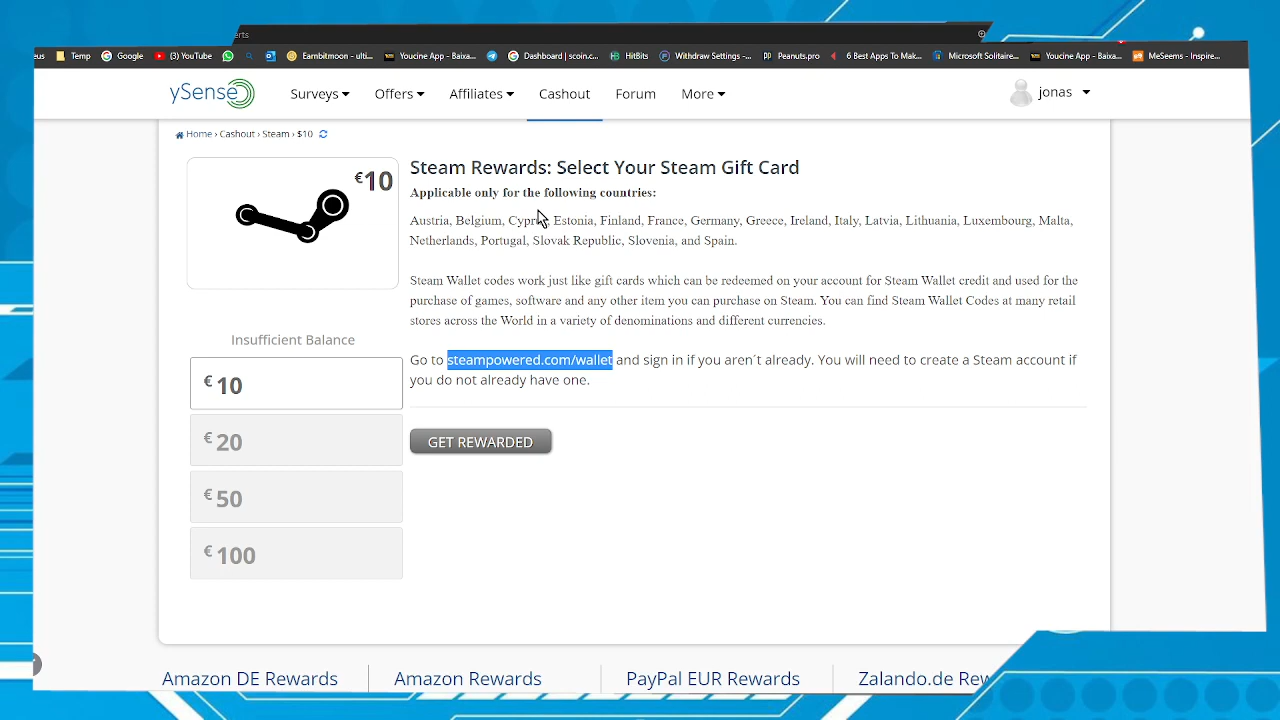 erts
eus Temp Google (3) YouTube Earnbitmoon - ulti... Youcine App - Baixa... Dashboard | scoin.c... HitBits Withdraw Settings -... Peanuts.pro 6 Best Apps To Mak... Microsoft Solitaire... Youcine App - Baixa... MeSeems - Inspire...
ySense Surveys Offers Affiliates Cashout Forum More jonas
Home › Cashout › Steam › $10
€10
Steam Rewards: Select Your Steam Gift Card
Applicable only for the following countries:
Austria, Belgium, Cyprus, Estonia, Finland, France, Germany, Greece, Ireland, Italy, Latvia, Lithuania, Luxembourg, Malta,
Netherlands, Portugal, Slovak Republic, Slovenia, and Spain.
Steam Wallet codes work just like gift cards which can be redeemed on your account for Steam Wallet credit and used for the
purchase of games, software and any other item you can purchase on Steam. You can find Steam Wallet Codes at many retail
stores across the World in a variety of denominations and different currencies.
Go to steampowered.com/wallet and sign in if you aren´t already. You will need to create a Steam account if
you do not already have one.
GET REWARDED
Insufficient Balance
€10
€20
€50
€100
Amazon DE Rewards Amazon Rewards PayPal EUR Rewards Zalando.de Rew